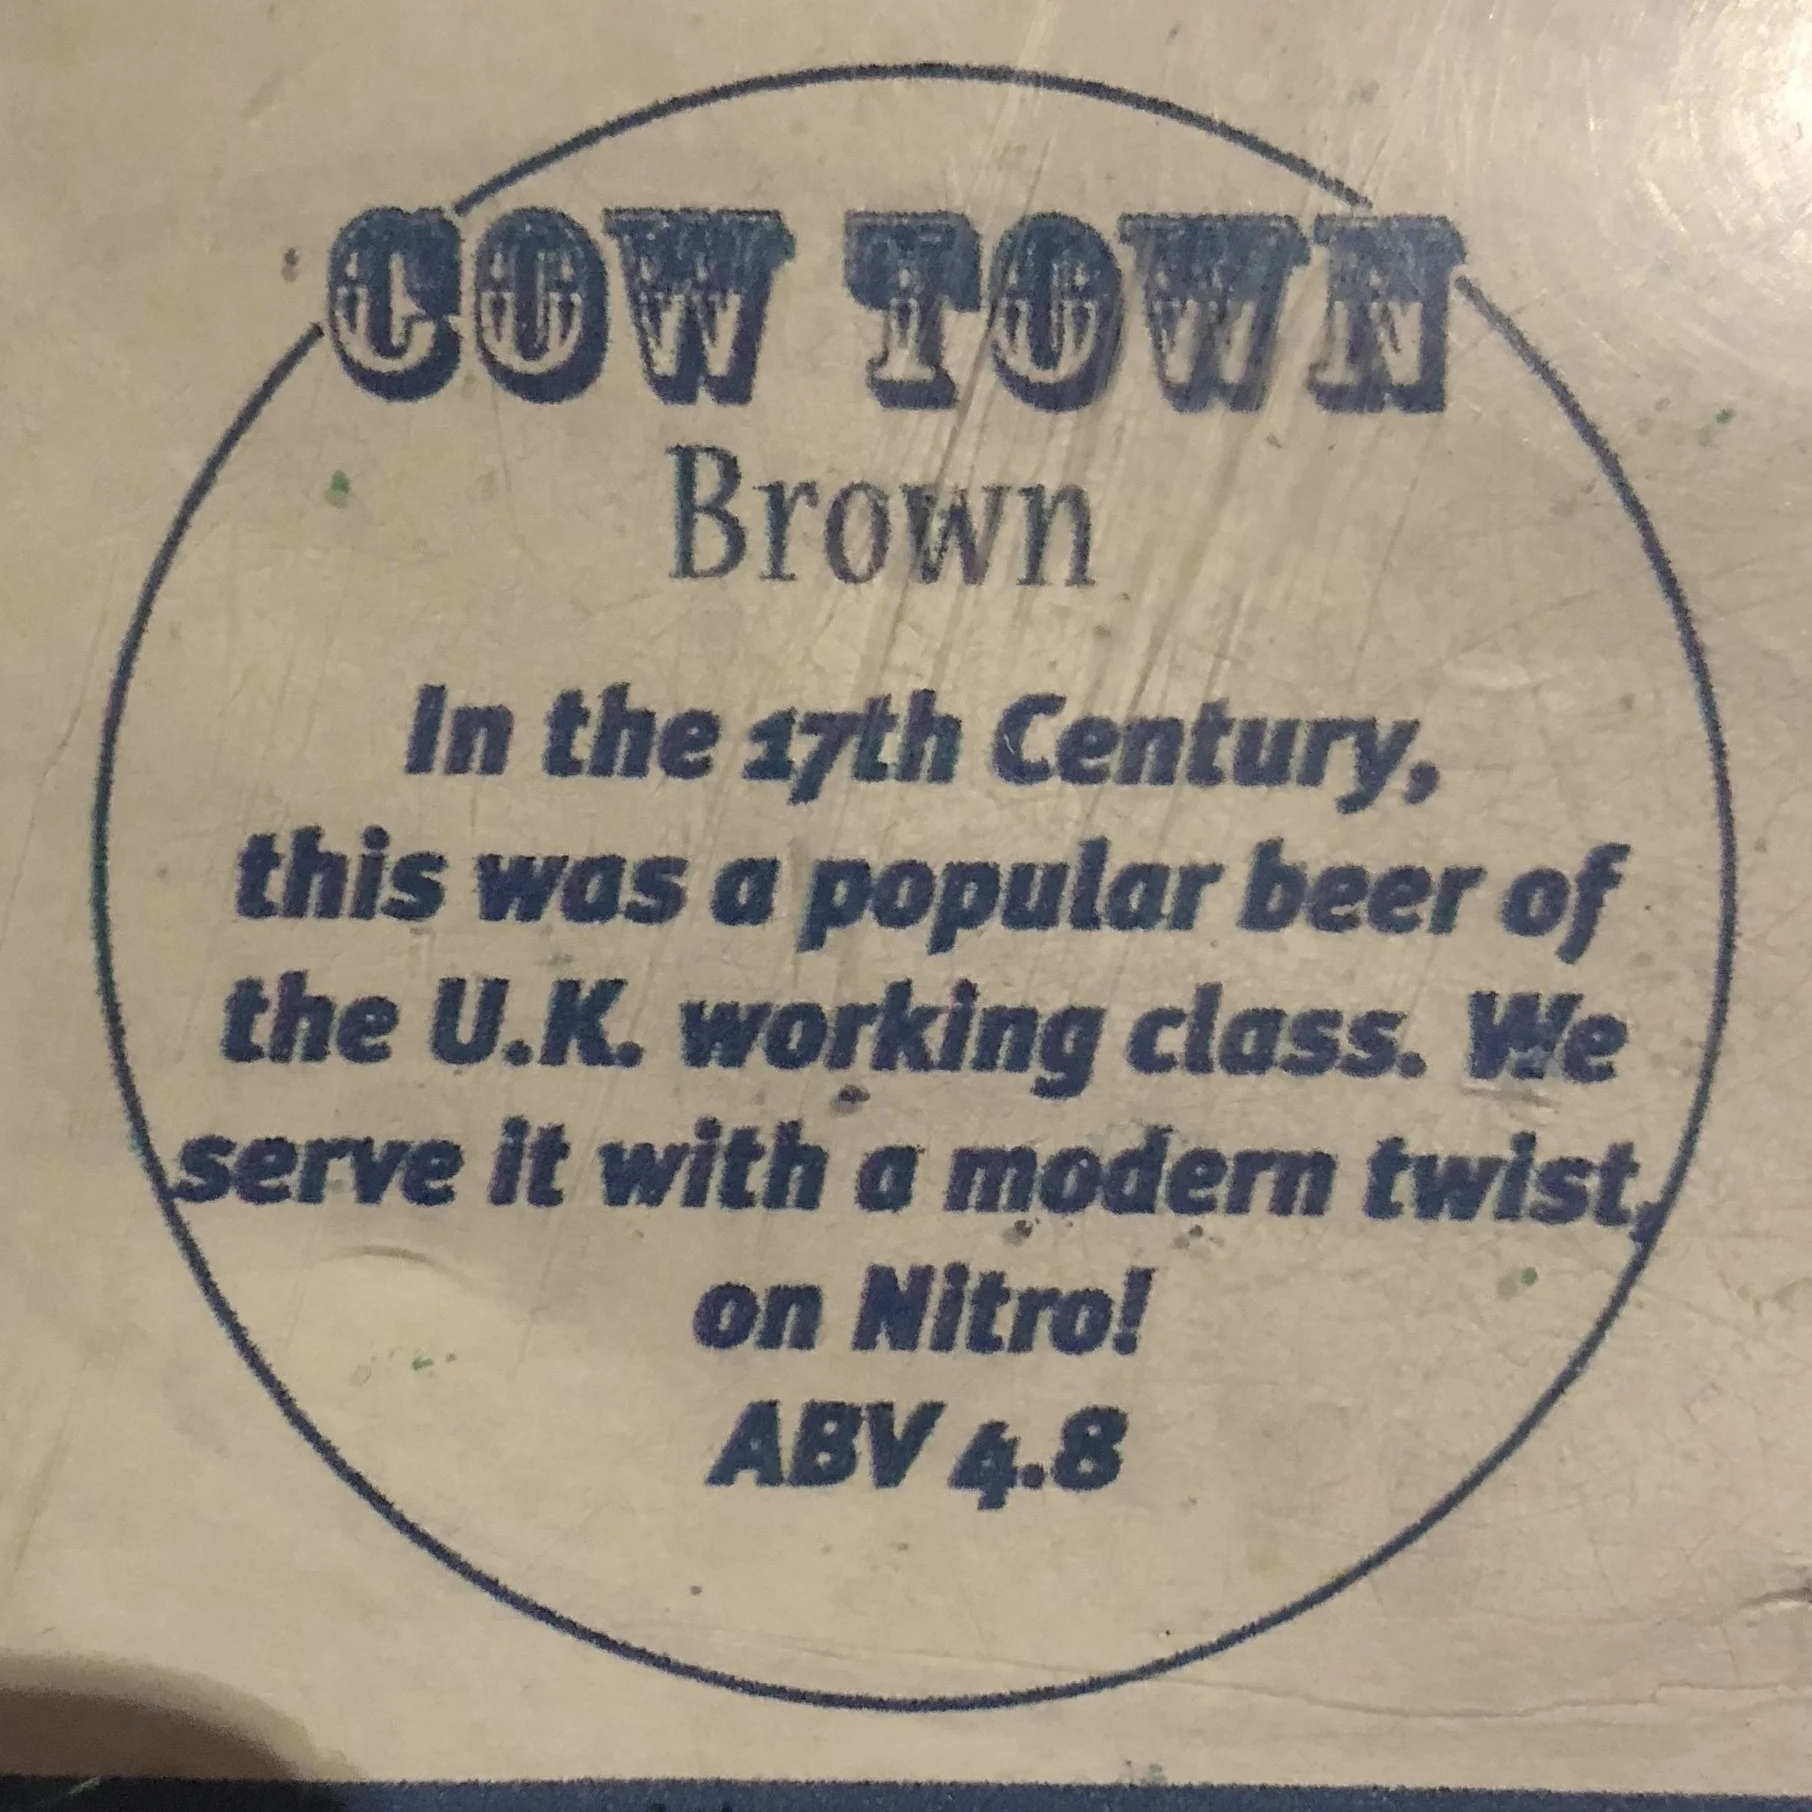 COW TOWN
Brown
In the 17th Century,
this was a popular beer of
the U.K. working class. We
serve it with a modern twist,
on Nitro!
ABV 4.8